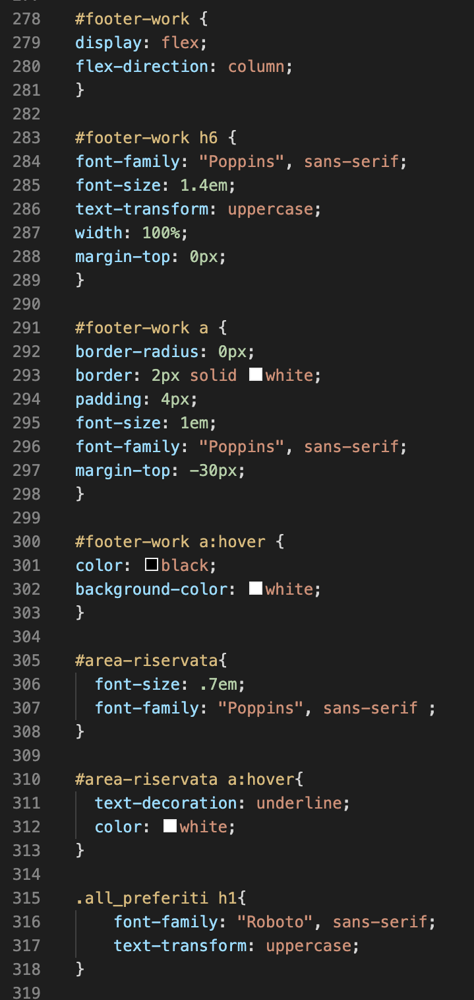 278 #footer-work {
279 display: flex;
280 flex-direction: column;
281 }
282
283 #footer-work h6 {
284 font-family: "Poppins", sans-serif;
285 font-size: 1.4em;
286 text-transform: uppercase;
287 width: 100%;
288 margin-top: 0px;
289 }
290
291 #footer-work a {
292 border-radius: 0px;
293 border: 2px solid white;
294 padding: 4px;
295 font-size: 1em;
296 font-family: "Poppins", sans-serif;
297 margin-top: -30px;
298 }
299
300 #footer-work a:hover {
301 color: black;
302 background-color: white;
303 }
304
305 #area-riservata{
306   font-size: .7em;
307   font-family: "Poppins", sans-serif ;
308 }
309
310 #area-riservata a:hover{
311   text-decoration: underline;
312   color: white;
313 }
314
315 .all_preferiti h1{
316     font-family: "Roboto", sans-serif;
317     text-transform: uppercase;
318 }
319